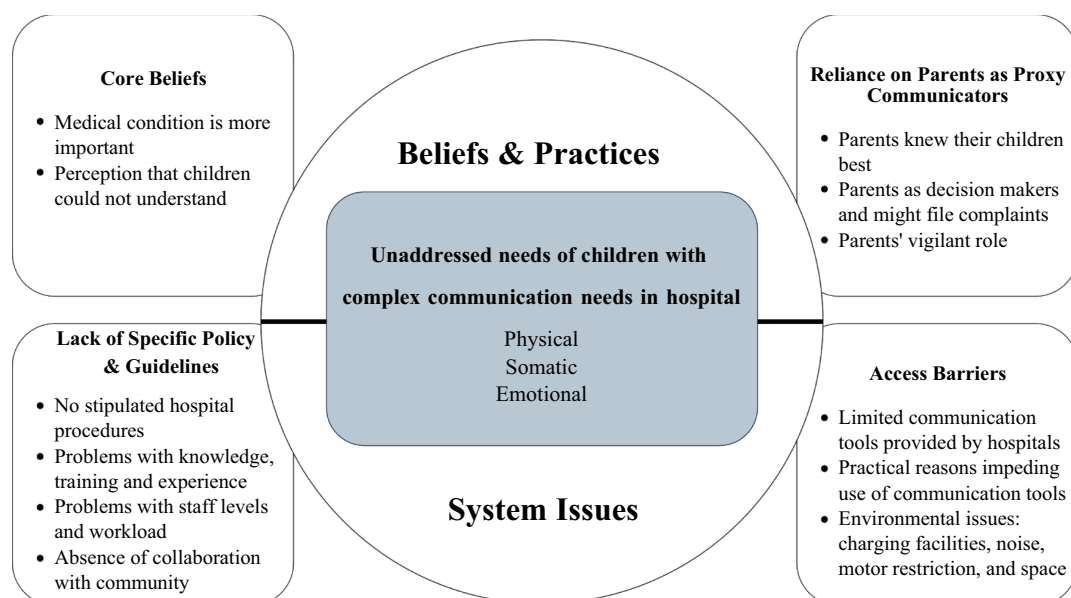 Core Beliefs
• Medical condition is more
important
• Perception that children
could not understand
Beliefs & Practices
Reliance on Parents as Proxy
Communicators
• Parents knew their children
best
• Parents as decision makers
and might file complaints
• Parents' vigilant role
Unaddressed needs of children with
complex communication needs in hospital
Physical
Somatic
Emotional
Lack of Specific Policy
& Guidelines
• No stipulated hospital
procedures
• Problems with knowledge,
training and experience
• Problems with staff levels
and workload
• Absence of collaboration
with community
System Issues
Access Barriers
• Limited communication
tools provided by hospitals
• Practical reasons impeding
use of communication tools
• Environmental issues:
charging facilities, noise,
motor restriction, and space